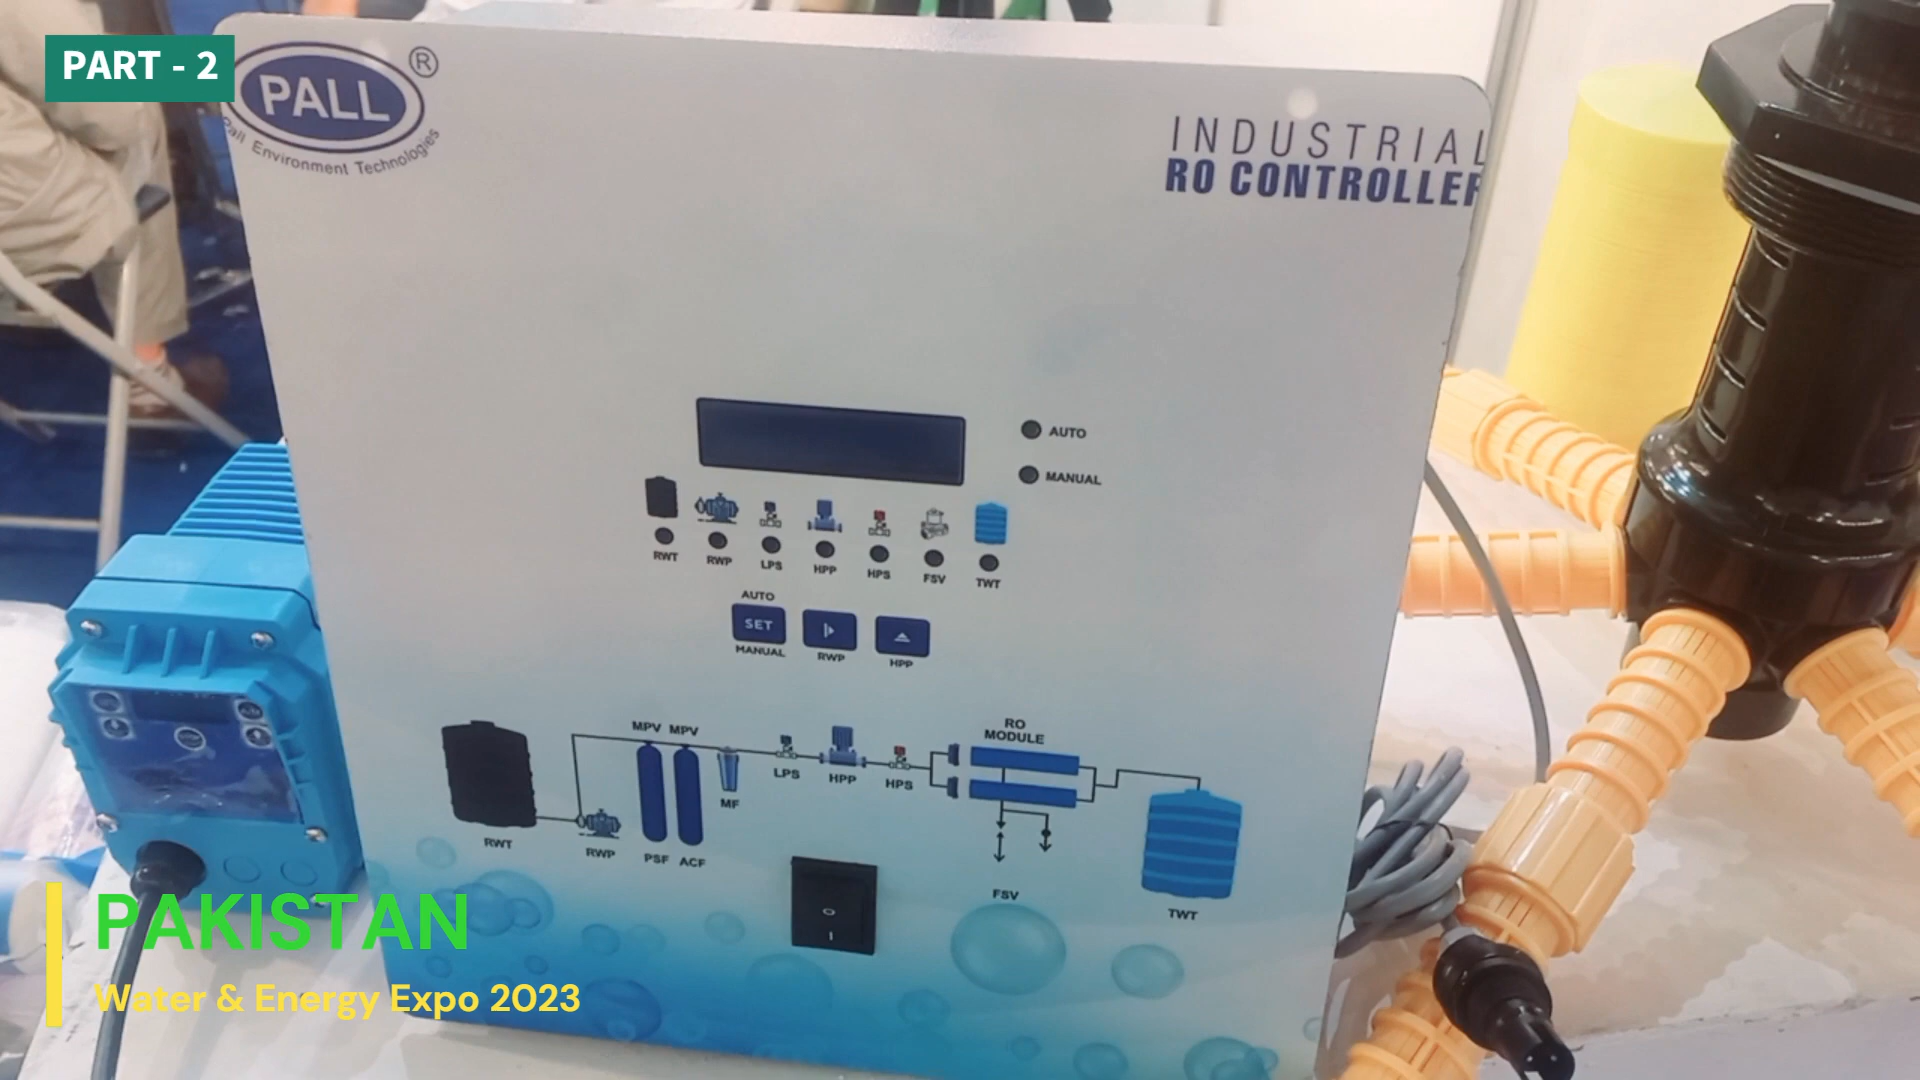 PART - 2
PALL
®
Pall Environment Technologies
INDUSTRIAL
RO CONTROLLER
AUTO
MANUAL
RWT RWP LPS HPP HPS FSV TWT
AUTO
SET
MANUAL RWP HPP
MPV MPV
RO
MODULE
LPS HPP HPS
MF
RWT RWP PSF ACF
FSV
TWT
O
I
PAKISTAN
Water & Energy Expo 2023